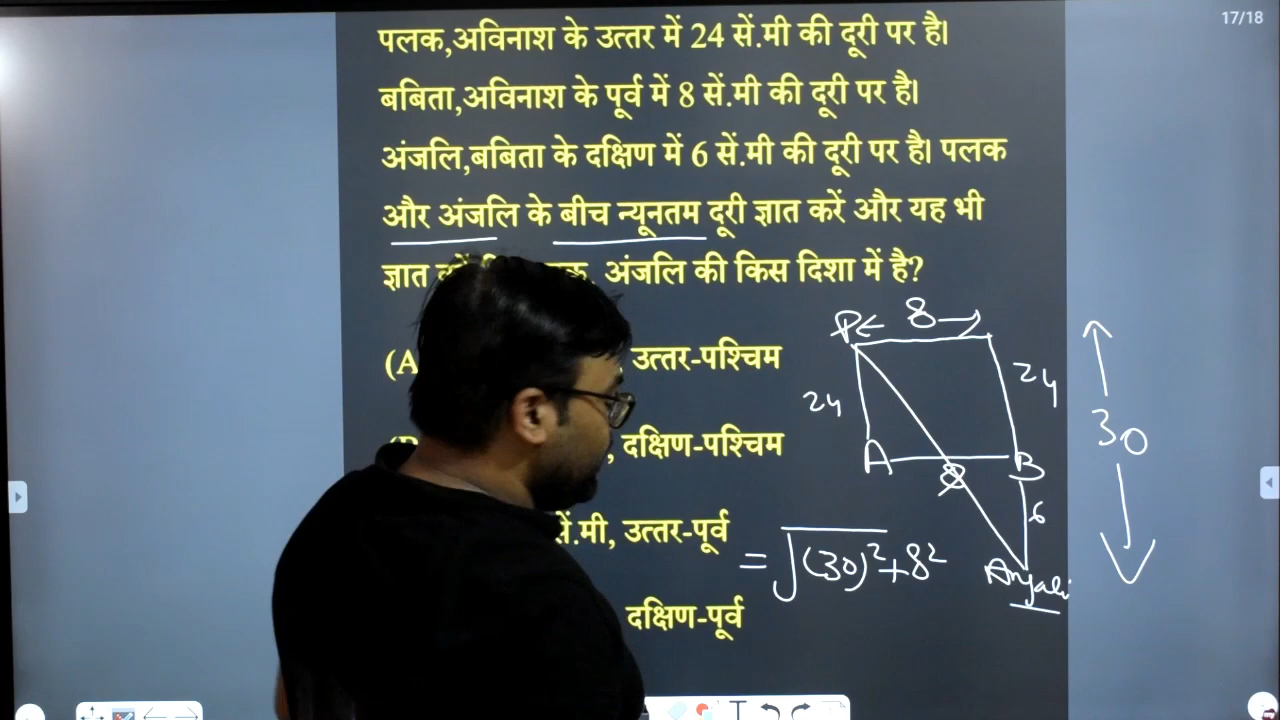 17/18
पलक,अविनाश के उत्तर में 24 सें.मी की दूरी पर है।
बबिता,अविनाश के पूर्व में 8 सें.मी की दूरी पर है।
अंजलि,बबिता के दक्षिण में 6 सें.मी की दूरी पर है। पलक
और अंजलि के बीच न्यूनतम दूरी ज्ञात करें और यह भी
ज्ञात अंजलि की किस दिशा में है?
(A उत्तर-पश्चिम
, दक्षिण-पश्चिम
सें.मी, उत्तर-पूर्व
दक्षिण-पूर्व
P 8
24 24
30
A B
8
6
= √(30)²+8²
Anjali
T